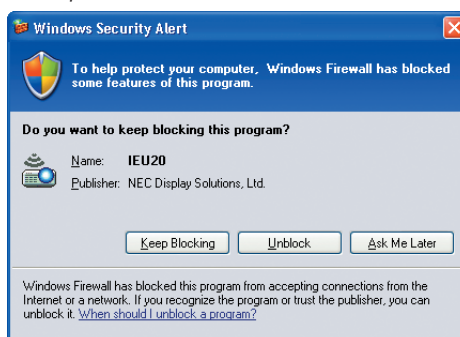 Windows Security Alert
To help protect your computer, Windows Firewall has blocked
some features of this program.
Do you want to keep blocking this program?
Name: IEU20
Publisher: NEC Display Solutions, Ltd.
Keep Blocking Unblock Ask Me Later
Windows Firewall has blocked this program from accepting connections from the
Internet or a network. If you recognize the program or trust the publisher, you can
unblock it. When should I unblock a program?